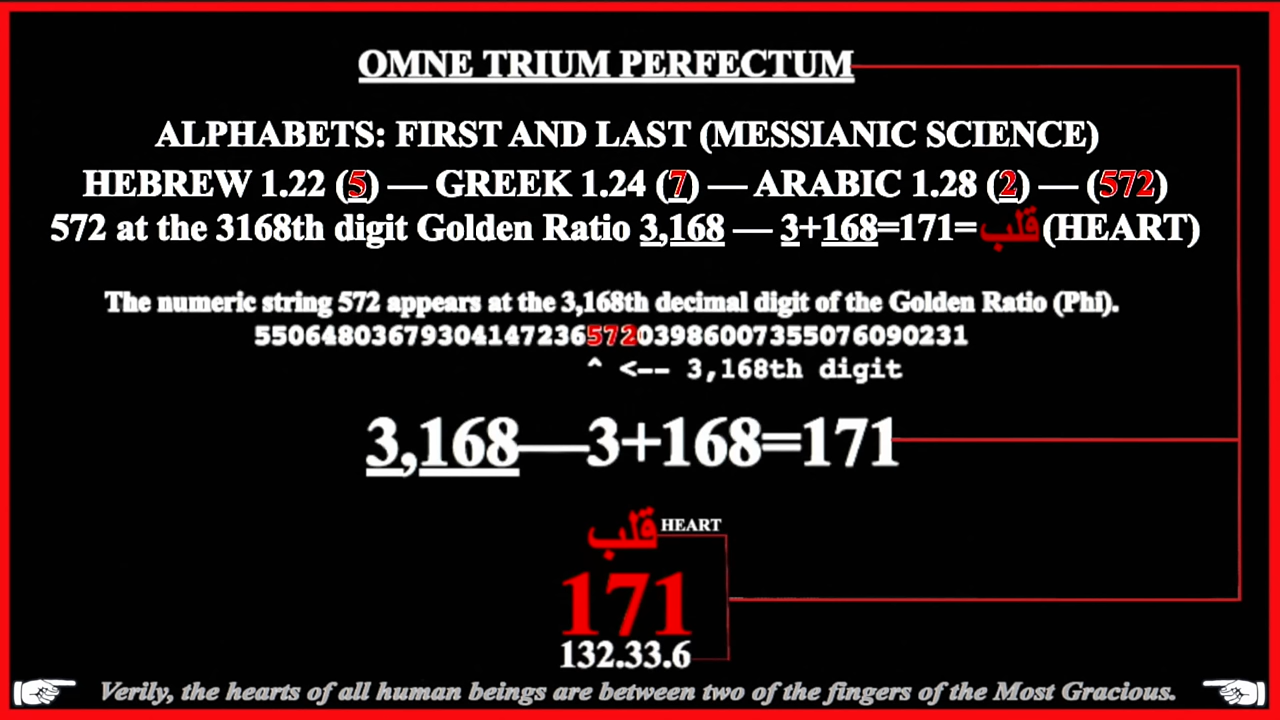 OMNE TRIUM PERFECTUM
ALPHABETS: FIRST AND LAST (MESSIANIC SCIENCE)
HEBREW 1.22 (5) — GREEK 1.24 (7) — ARABIC 1.28 (2) — (572)
572 at the 3168th digit Golden Ratio 3,168 — 3+168=171=قلب(HEART)
The numeric string 572 appears at the 3,168th decimal digit of the Golden Ratio (Phi).
5506480367930414723657203986007355076090231
^ <-- 3,168th digit
3,168—3+168=171
قلب HEART
171
132.33.6
Verily, the hearts of all human beings are between two of the fingers of the Most Gracious.